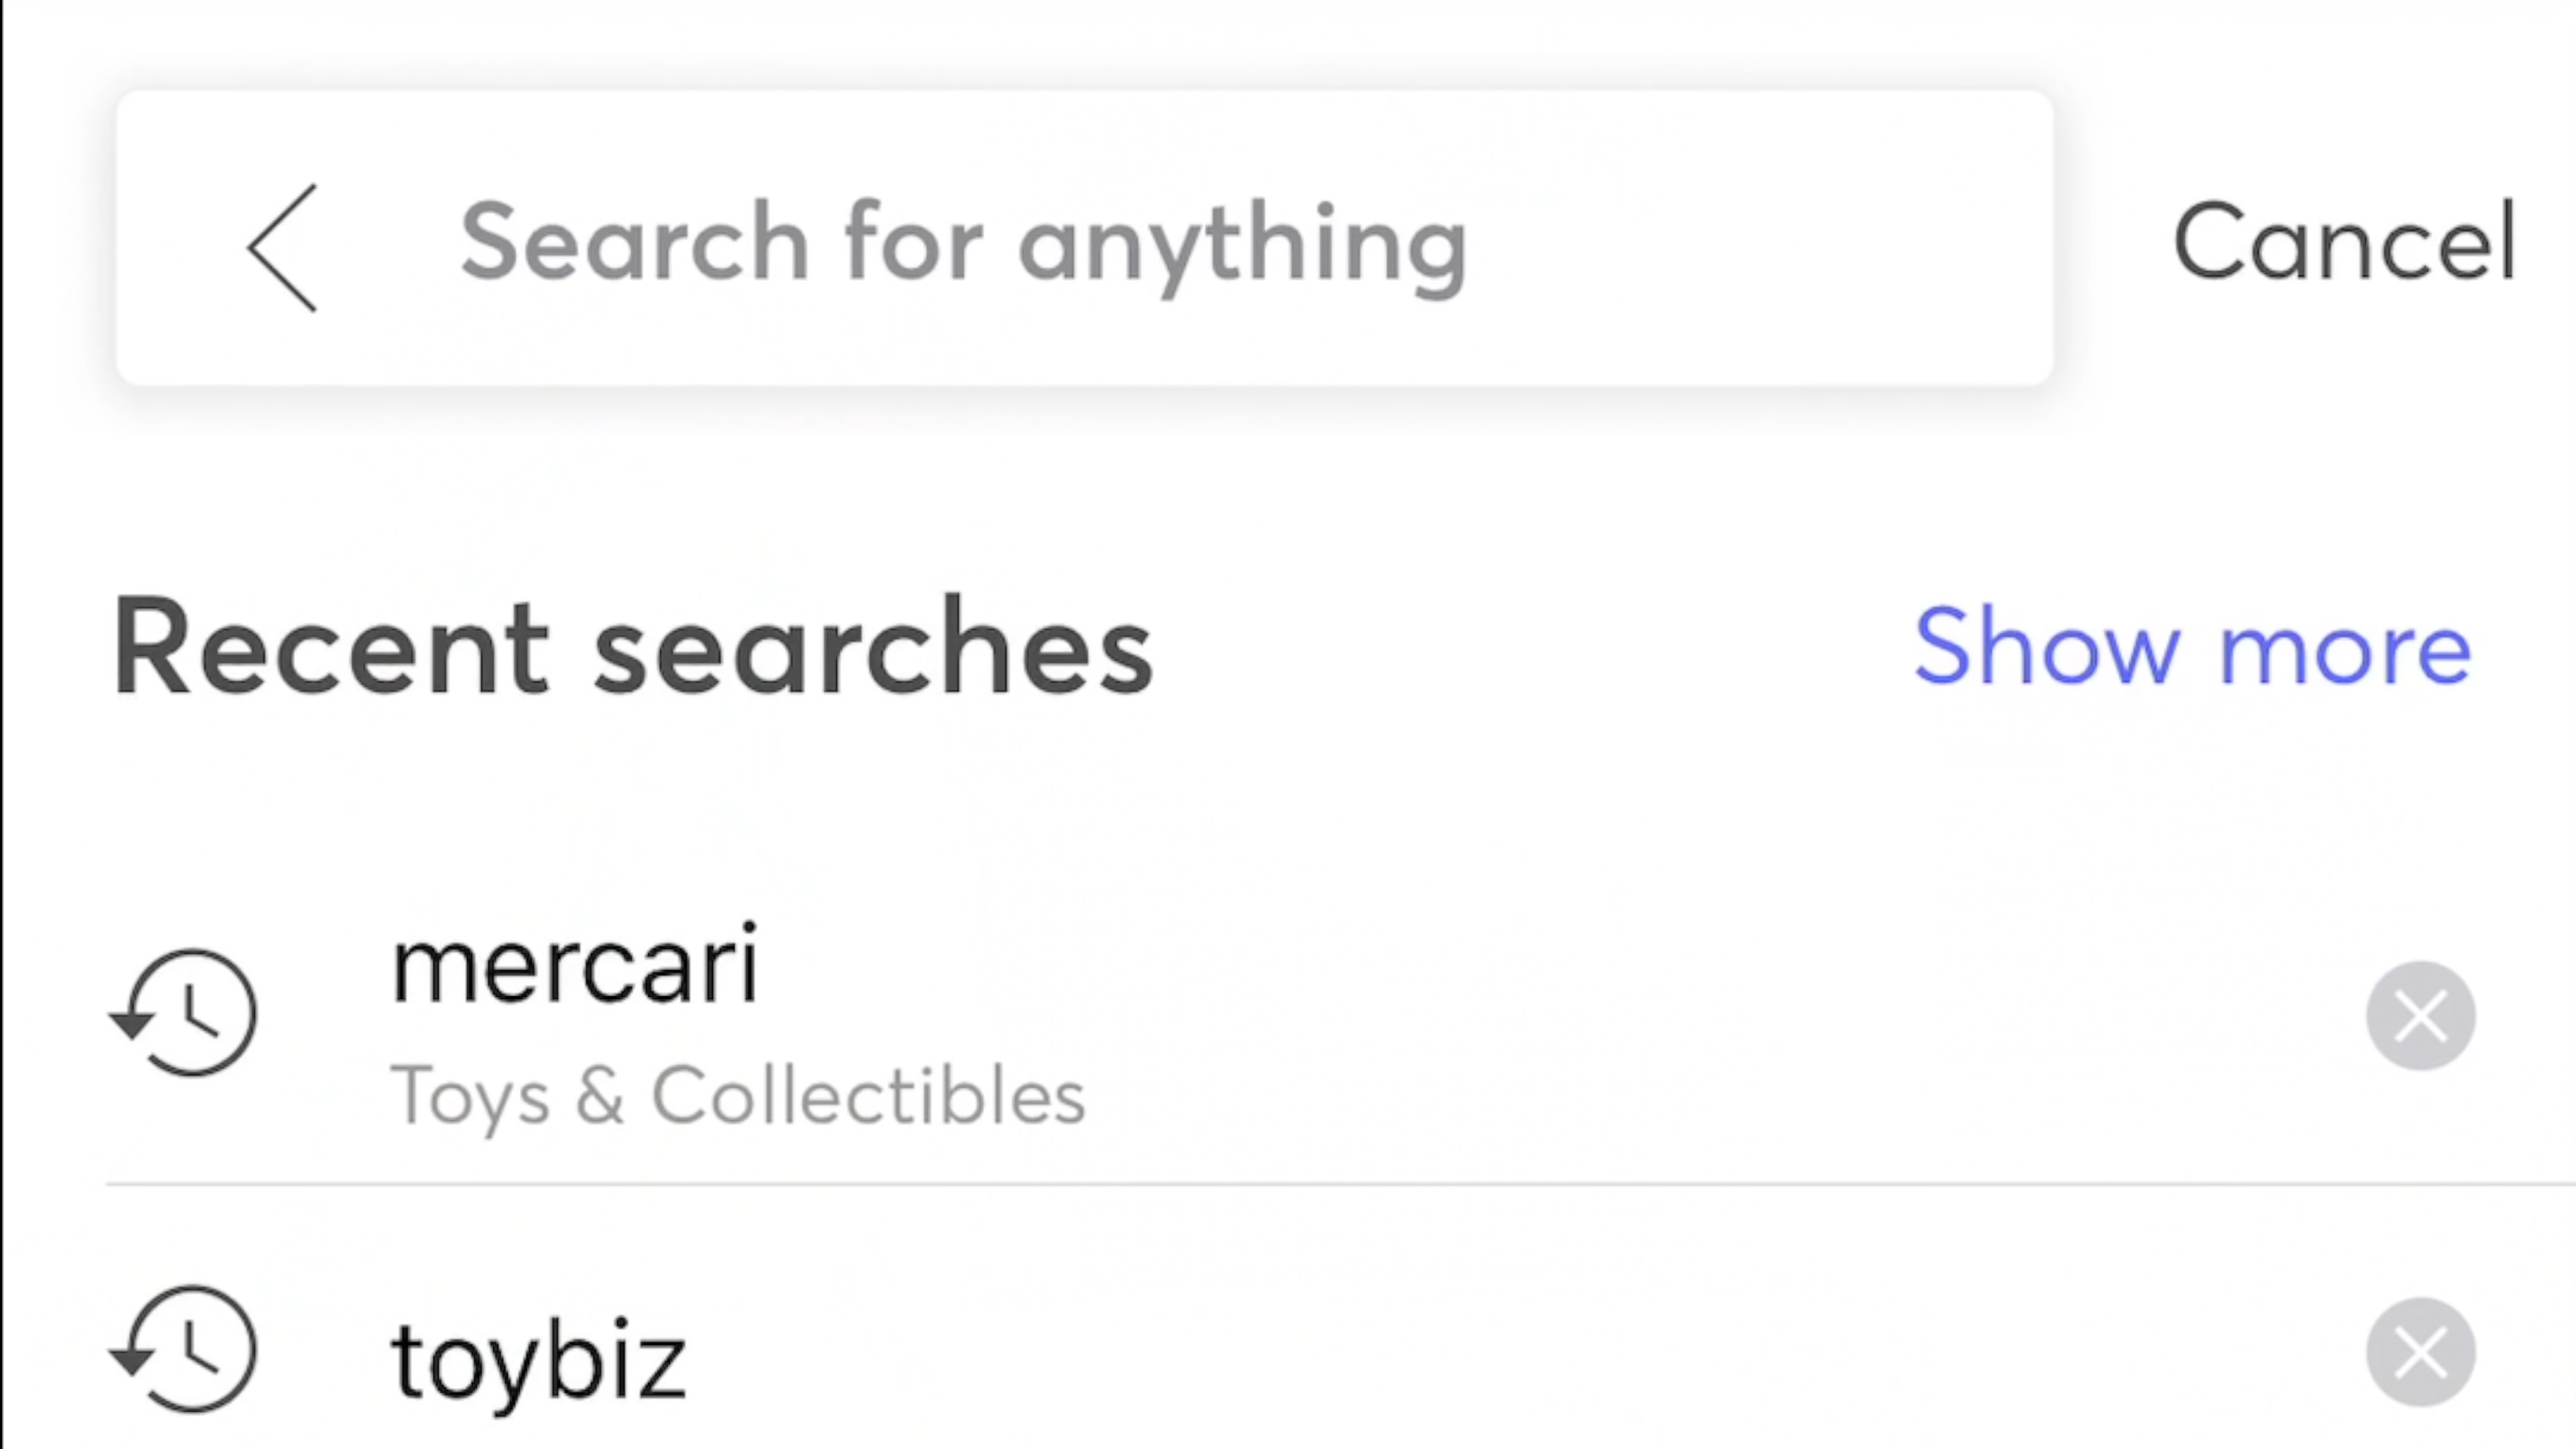 Search for anything
Cancel
Recent searches
Show more
mercari
Toys & Collectibles
toybiz